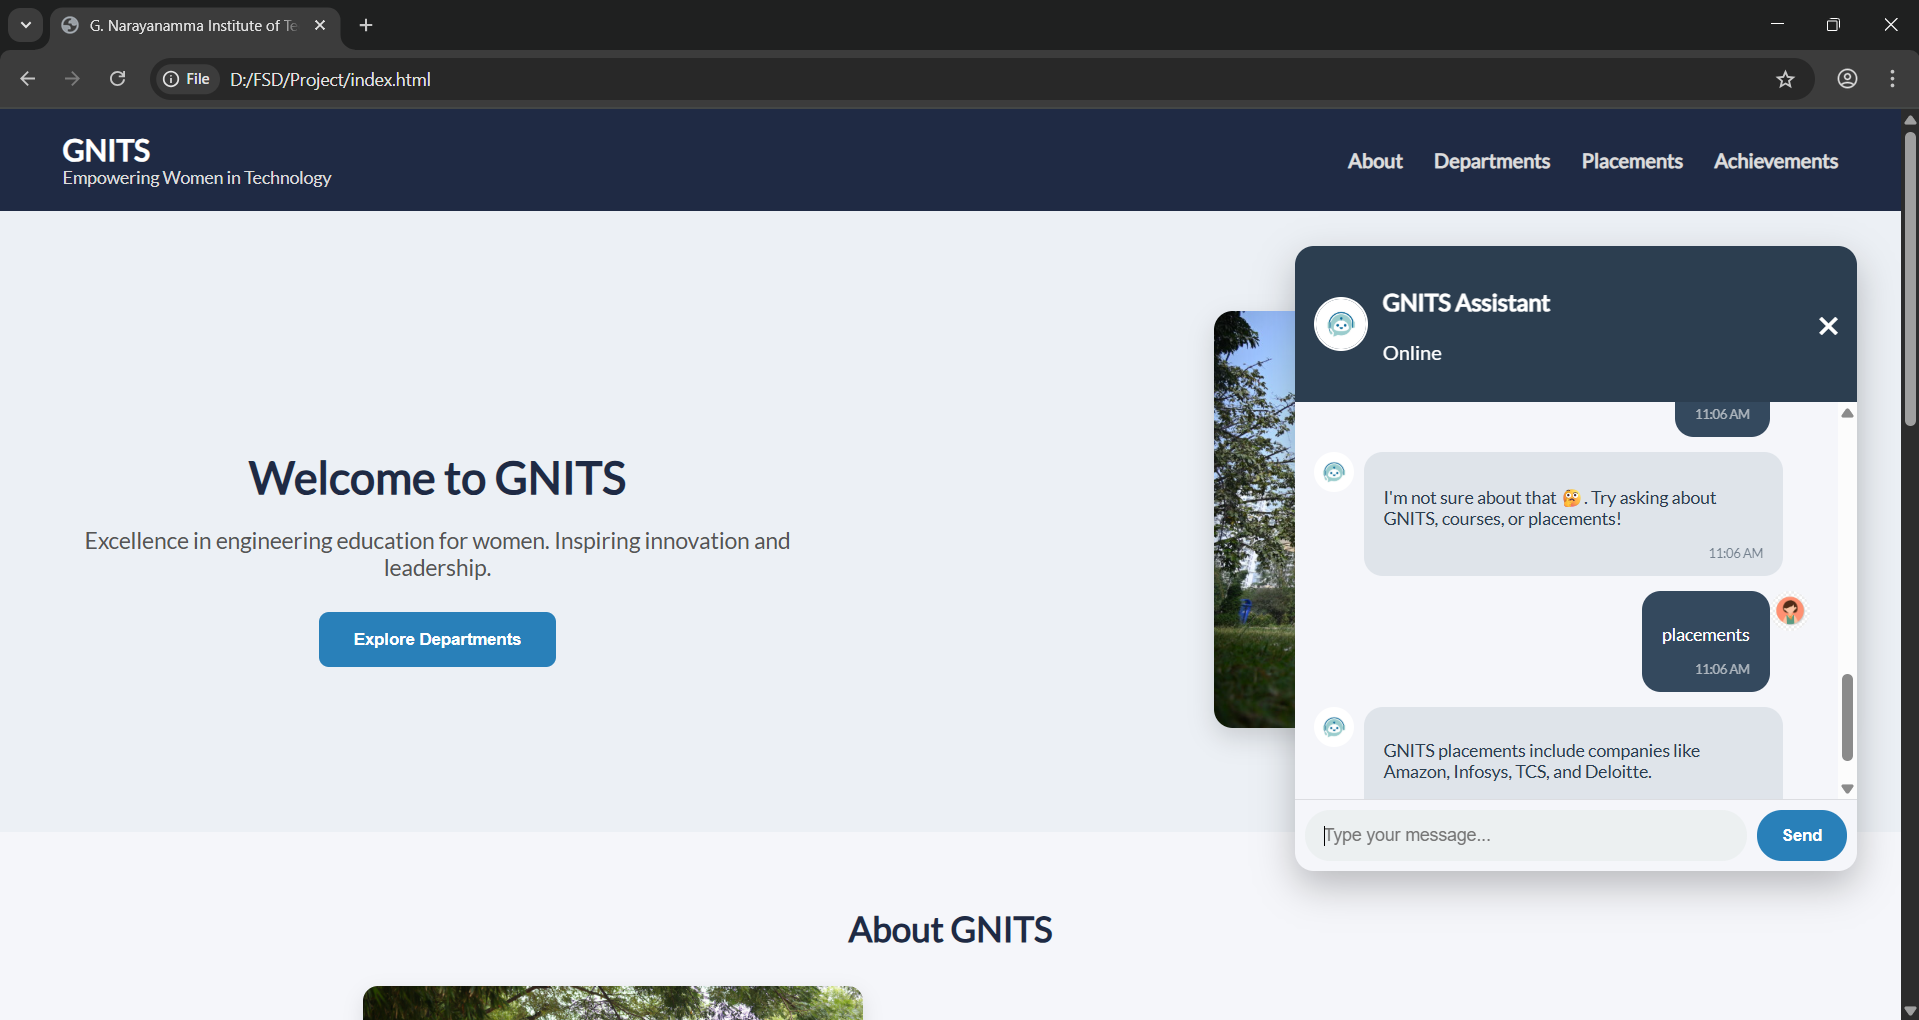 G. Narayanamma Institute of Te
File
D:/FSD/Project/index.html
GNITS
Empowering Women in Technology
About
Departments
Placements
Achievements
Welcome to GNITS
Excellence in engineering education for women. Inspiring innovation and
leadership.
Explore Departments
GNITS Assistant
Online
11:06 AM
I'm not sure about that 🤔. Try asking about
GNITS, courses, or placements!
11:06 AM
placements
11:06 AM
GNITS placements include companies like
Amazon, Infosys, TCS, and Deloitte.
Type your message...
Send
About GNITS